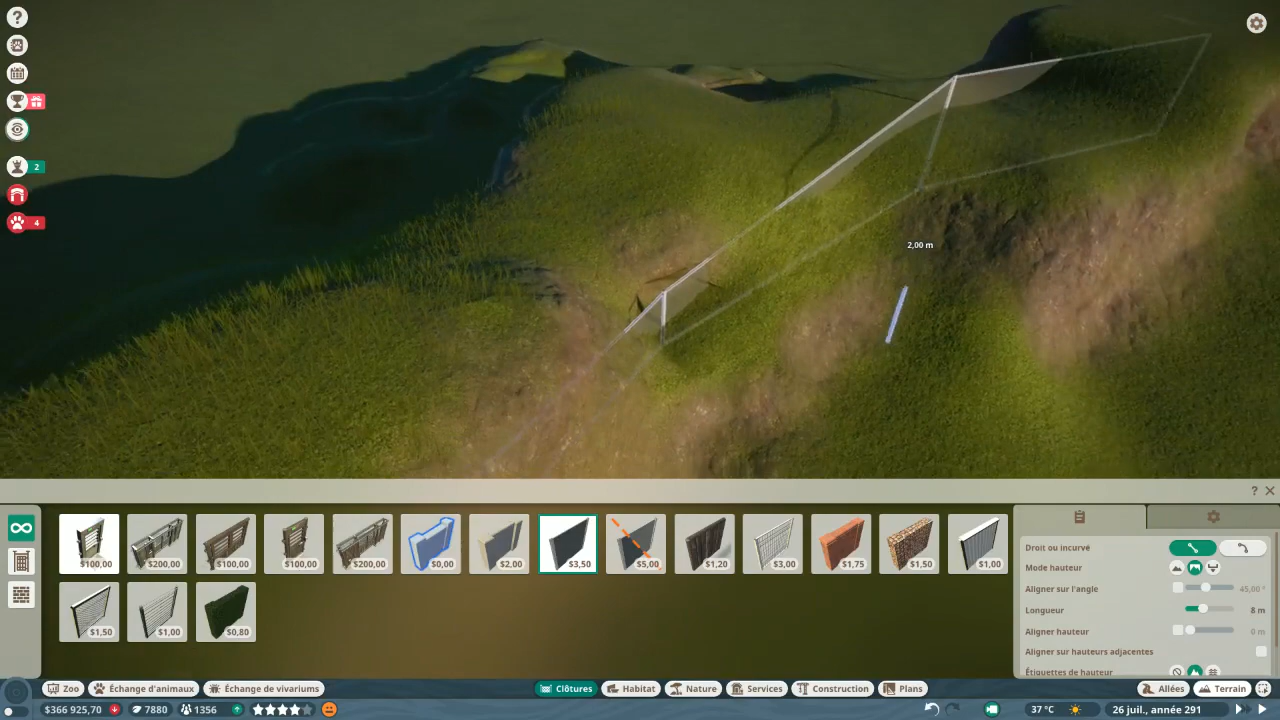 ?
2
4
2,00 m
? ×
$100,00 $200,00 $100,00 $100,00 $200,00 $0,00 $2,00 $3,50 $5,00 $1,20 $3,00 $1,75 $1,50 $1,00
$1,50 $1,00 $0,80
Droit ou incurvé
Mode hauteur
Aligner sur l'angle 45,00 °
Longueur 8 m
Aligner hauteur 0 m
Aligner sur hauteurs adjacentes
Étiquettes de hauteur
Zoo Échange d'animaux Échange de vivariums Clôtures Habitat Nature Services Construction Plans Allées Terrain
$366 925,70 7880 1356 37 °C 26 juil., année 291